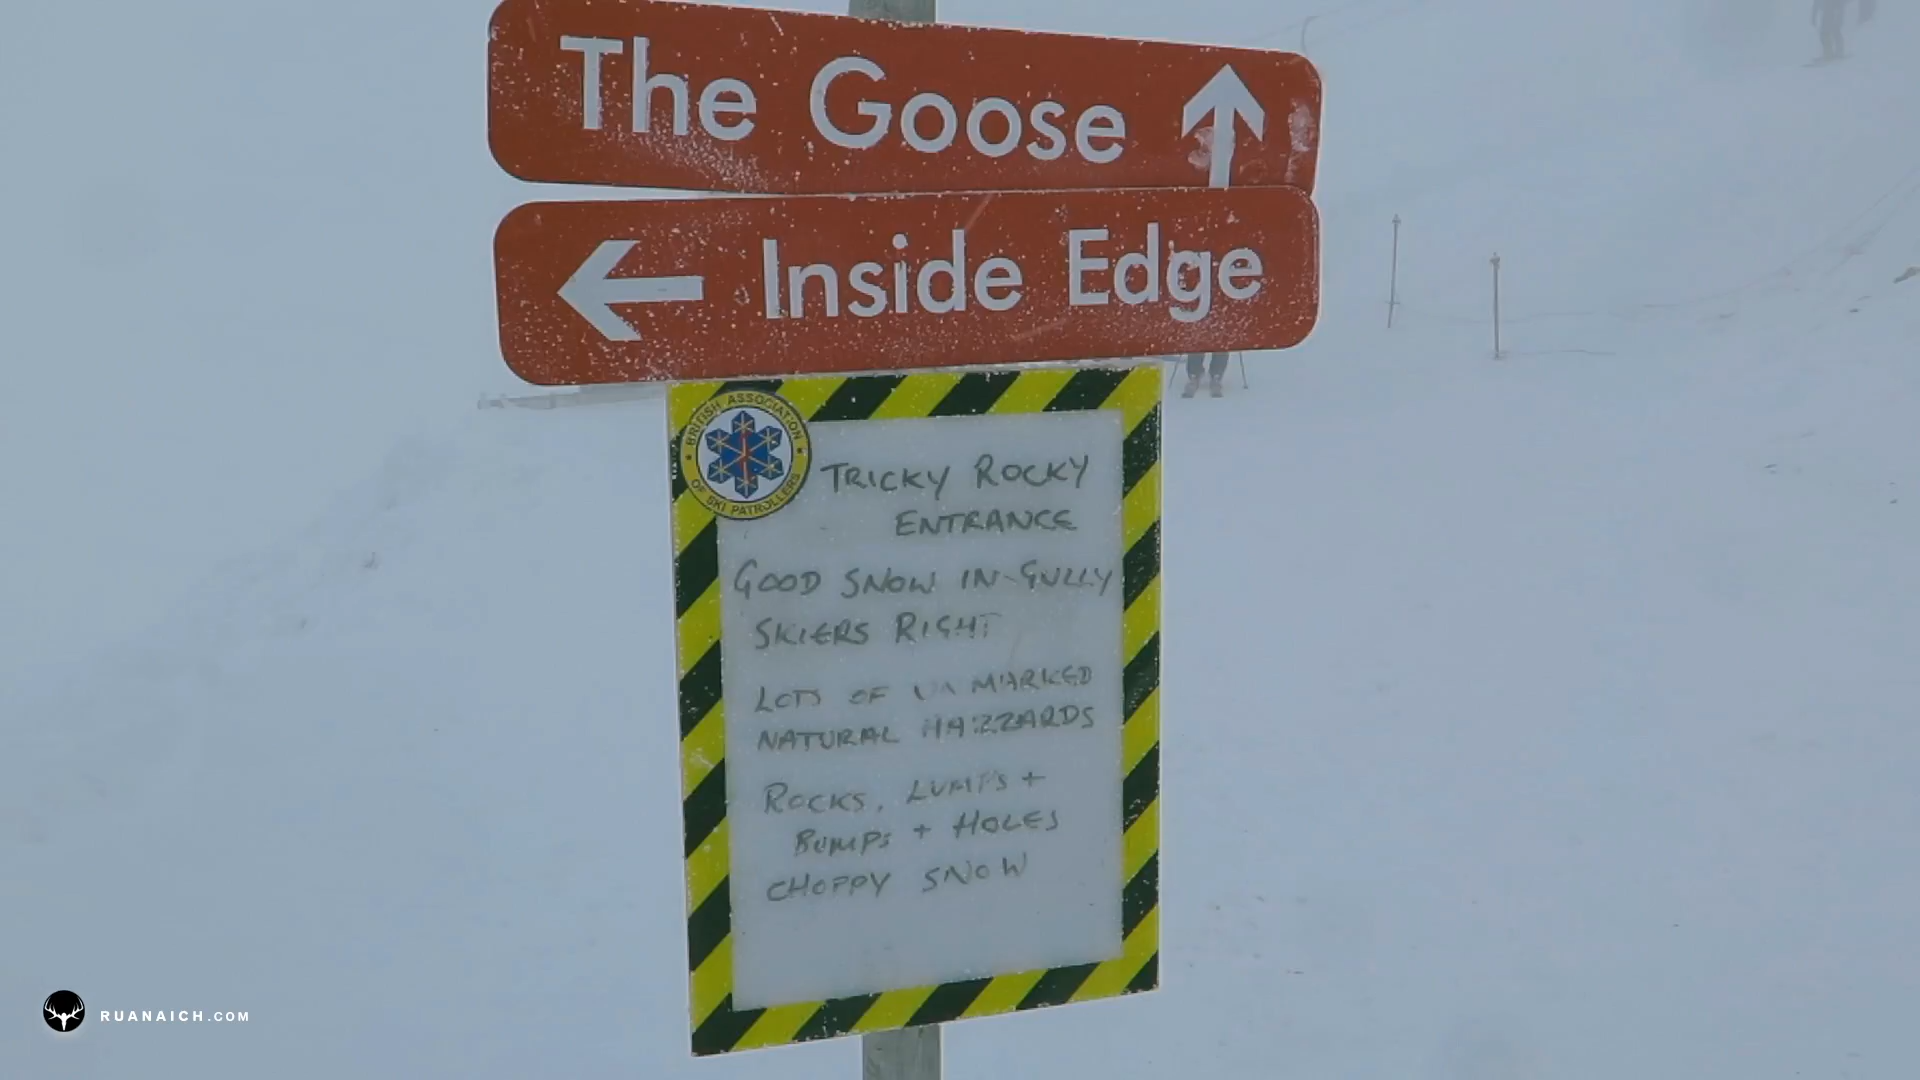 The Goose
Inside Edge
BRITISH ASSOCIATION
OF SKI PATROLLERS
TRICKY ROCKY
ENTRANCE
GOOD SNOW IN GULLY
SKIERS RIGHT
LOTS OF UNMARKED
NATURAL HAZZARDS
ROCKS, LUMPS +
BUMPS + HOLES
CHOPPY SNOW
RUANAICH.COM